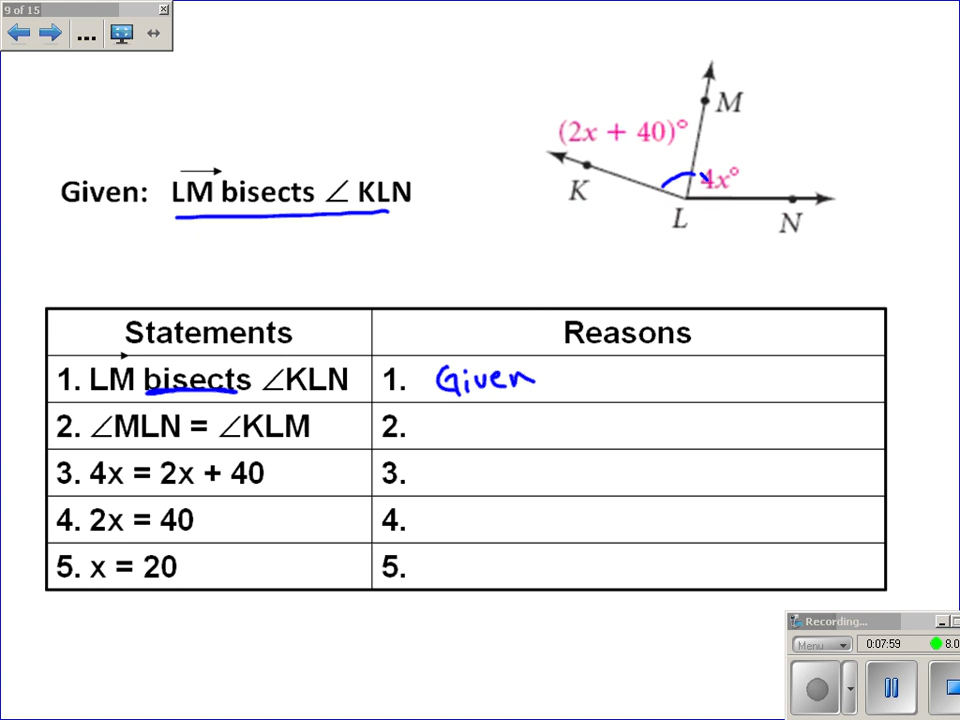 9 of 15
...
M
(2x + 40)°
4x°
K
L
N
Given: LM bisects ∠ KLN
Statements
Reasons
1. LM bisects ∠KLN
1. Given
2. ∠MLN = ∠KLM
2.
3. 4x = 2x + 40
3.
4. 2x = 40
4.
5. x = 20
5.
Recording...
Menu
0:07:59
8.0